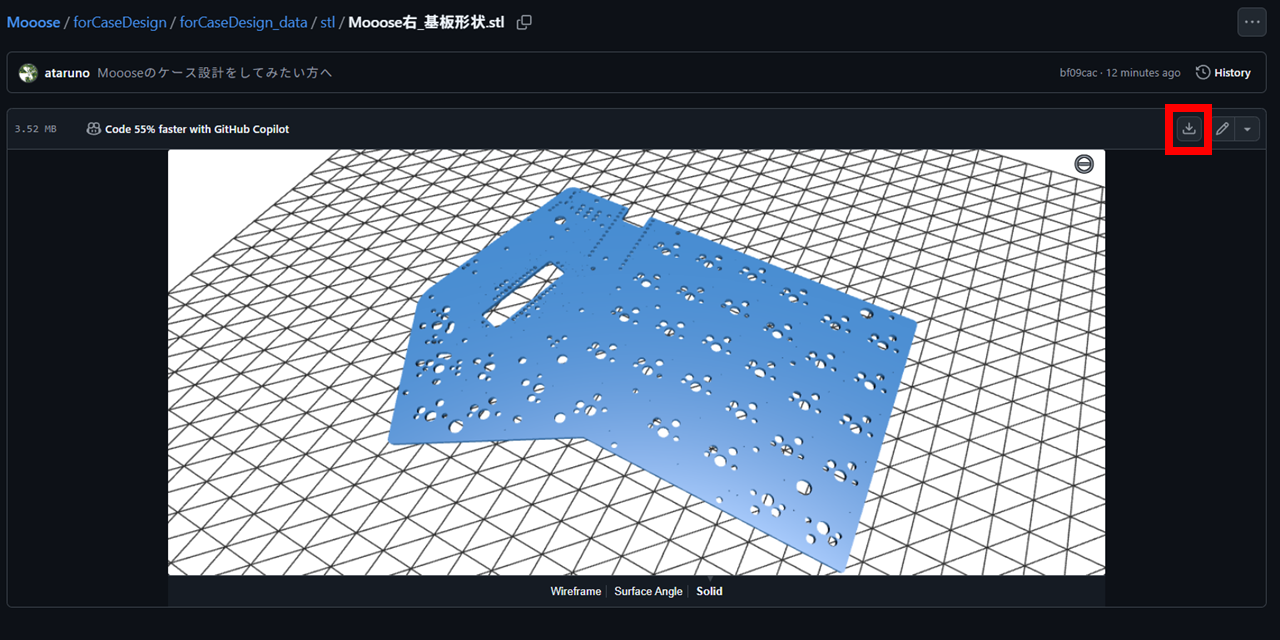 Mooose / forCaseDesign / forCaseDesign_data / stl / Mooose右_基板形状.stl
ataruno Moooseのケース設計をしてみたい方へ bf09cac · 12 minutes ago History
3.52 MB Code 55% faster with GitHub Copilot
Wireframe Surface Angle Solid